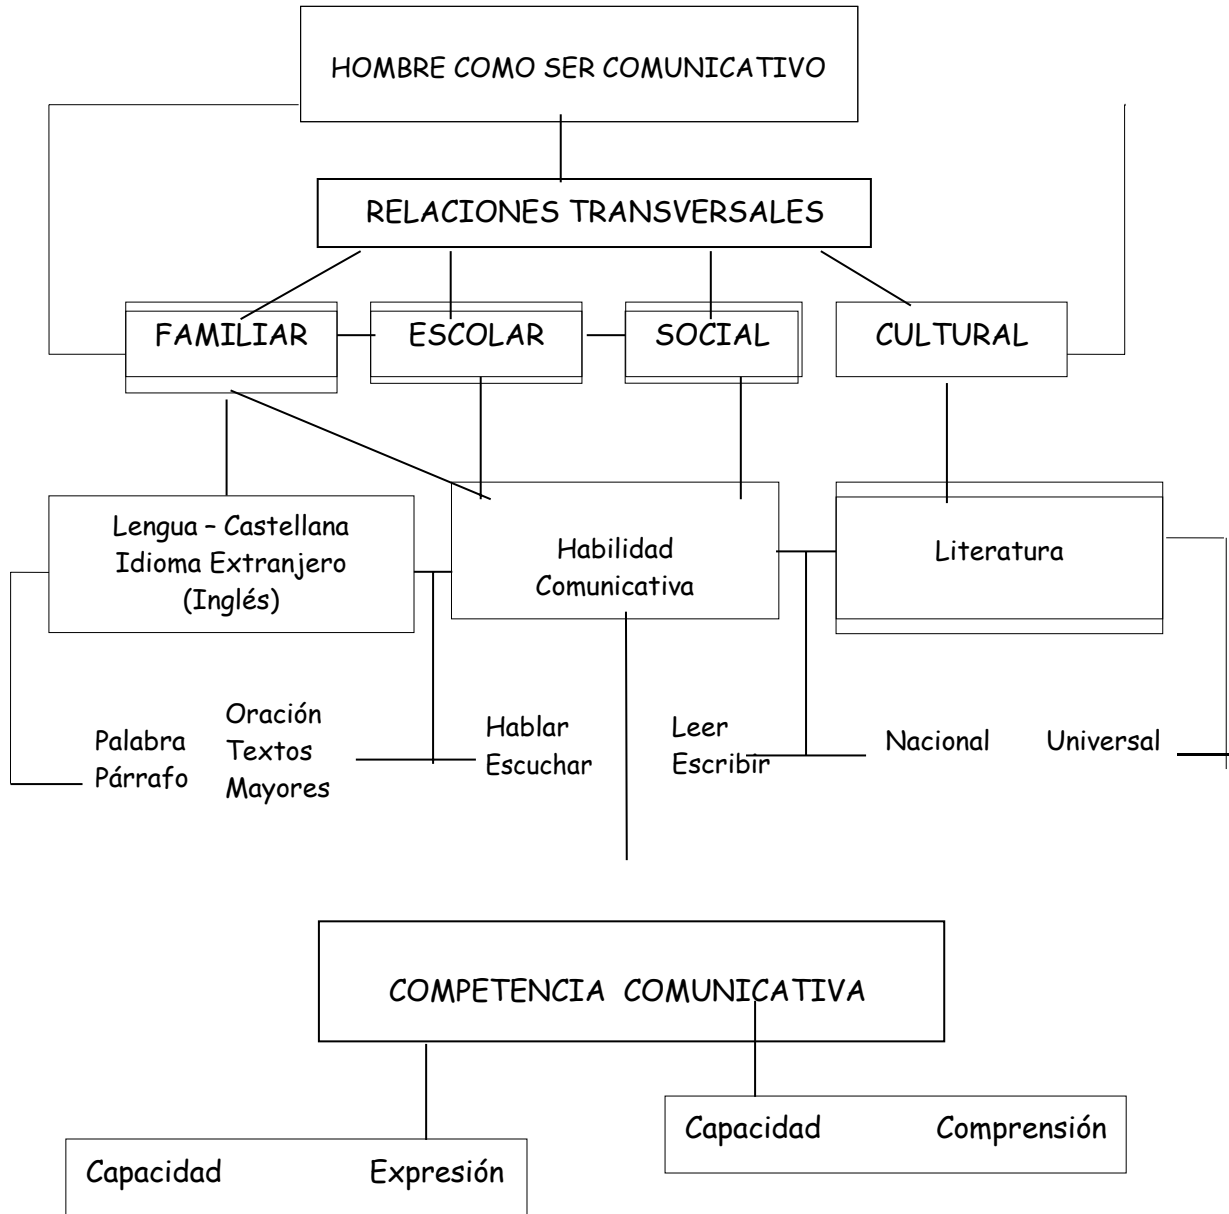 HOMBRE COMO SER COMUNICATIVO
RELACIONES TRANSVERSALES
FAMILIAR
ESCOLAR
SOCIAL
CULTURAL
Lengua – Castellana
Idioma Extranjero
(Inglés)
Habilidad
Comunicativa
Literatura
Palabra
Párrafo
Oración
Textos
Mayores
Hablar
Escuchar
Leer
Escribir
Nacional
Universal
COMPETENCIA COMUNICATIVA
Capacidad Comprensión
Capacidad Expresión